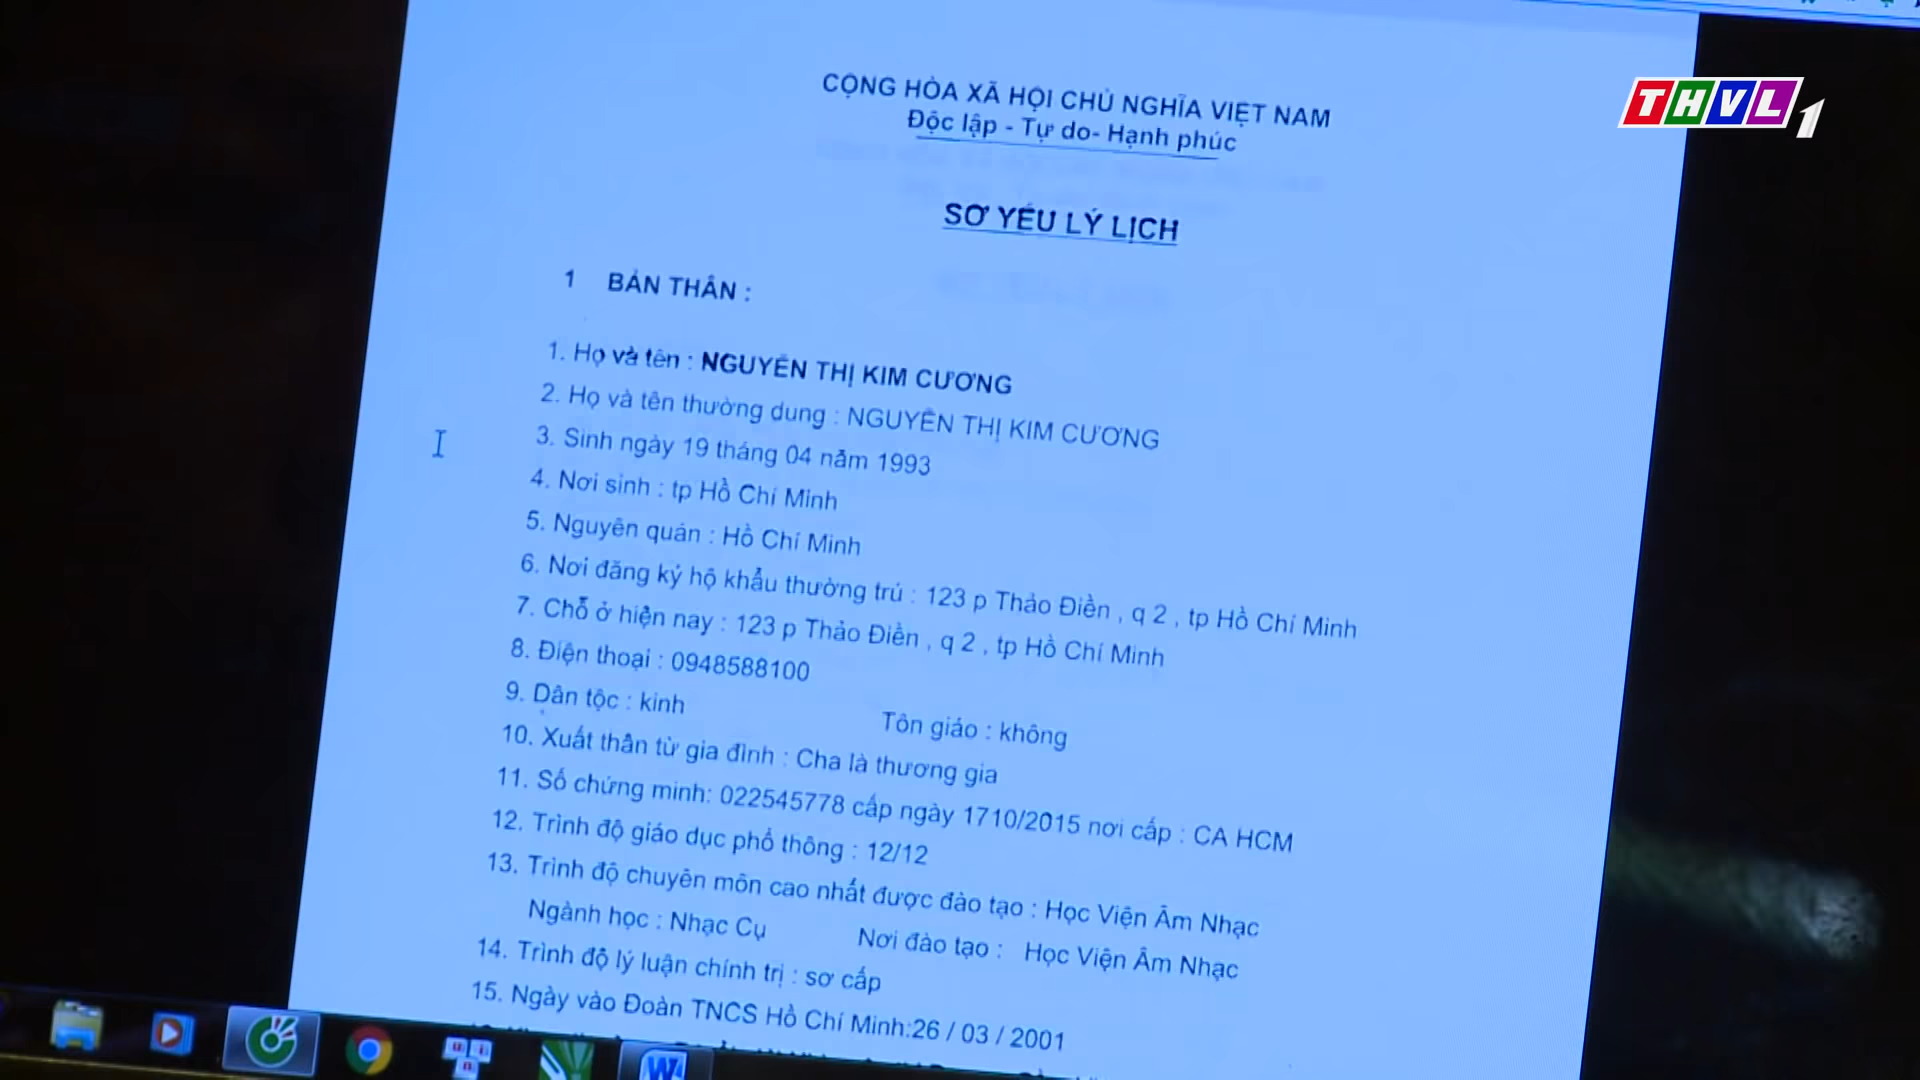 THVL1
CỘNG HÒA XÃ HỘI CHỦ NGHĨA VIỆT NAM
Độc lập - Tự do- Hạnh phúc
SƠ YẾU LÝ LỊCH
1 BẢN THÂN :
1. Họ và tên : NGUYỄN THỊ KIM CƯƠNG
2. Họ và tên thường dung : NGUYỄN THỊ KIM CƯƠNG
3. Sinh ngày 19 tháng 04 năm 1993
4. Nơi sinh : tp Hồ Chí Minh
5. Nguyên quán : Hồ Chí Minh
6. Nơi đăng ký hộ khẩu thường trú : 123 p Thảo Điền , q 2 , tp Hồ Chí Minh
7. Chỗ ở hiện nay : 123 p Thảo Điền , q 2 , tp Hồ Chí Minh
8. Điện thoại : 0948588100
9. Dân tộc : kinh Tôn giáo : không
10. Xuất thân từ gia đình : Cha là thương gia
11. Số chứng minh: 022545778 cấp ngày 1710/2015 nơi cấp : CA HCM
12. Trình độ giáo dục phổ thông : 12/12
13. Trình độ chuyên môn cao nhất được đào tạo : Học Viện Âm Nhạc
Ngành học : Nhạc Cụ Nơi đào tạo : Học Viện Âm Nhạc
14. Trình độ lý luận chính trị : sơ cấp
15. Ngày vào Đoàn TNCS Hồ Chí Minh:26 / 03 / 2001